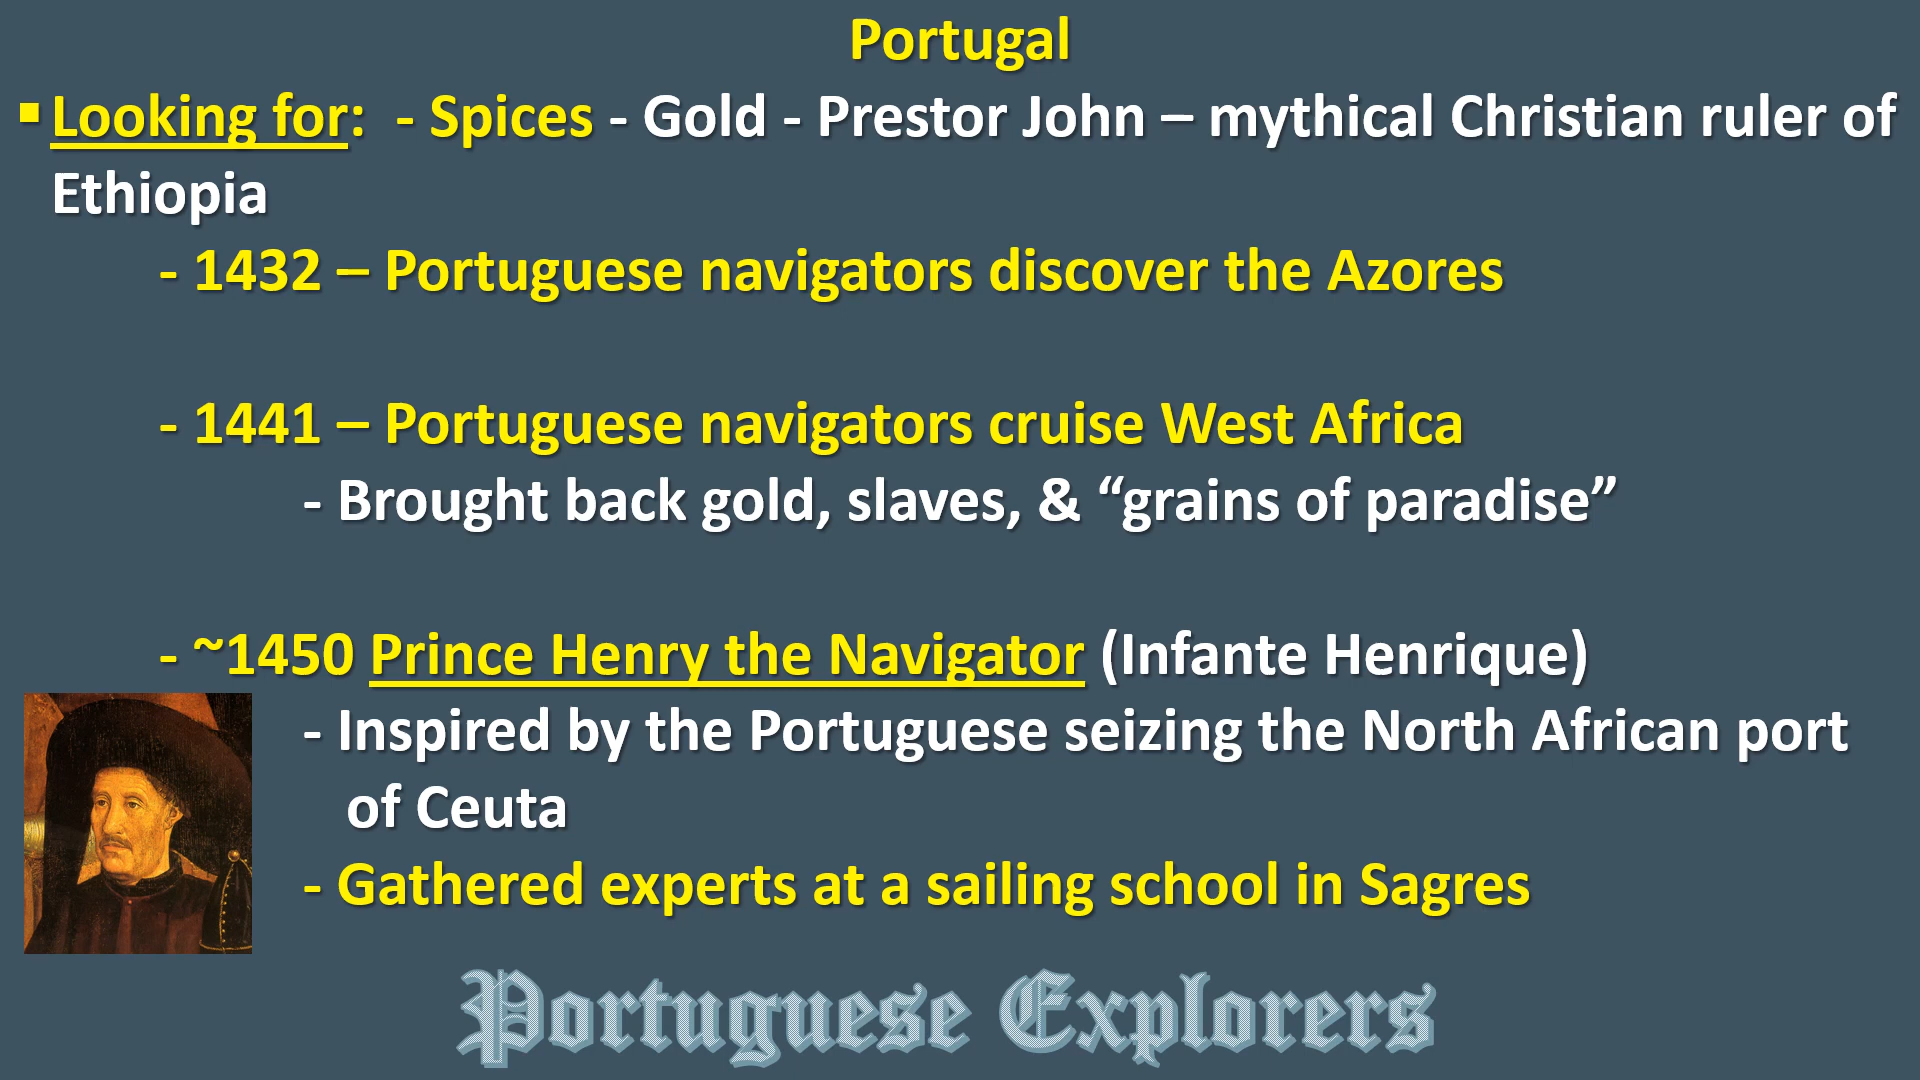 Portugal
▪Looking for:  - Spices - Gold - Prestor John – mythical Christian ruler of
Ethiopia
- 1432 – Portuguese navigators discover the Azores
- 1441 – Portuguese navigators cruise West Africa
- Brought back gold, slaves, & “grains of paradise”
- ~1450 Prince Henry the Navigator (Infante Henrique)
- Inspired by the Portuguese seizing the North African port
of Ceuta
- Gathered experts at a sailing school in Sagres
Portuguese Explorers